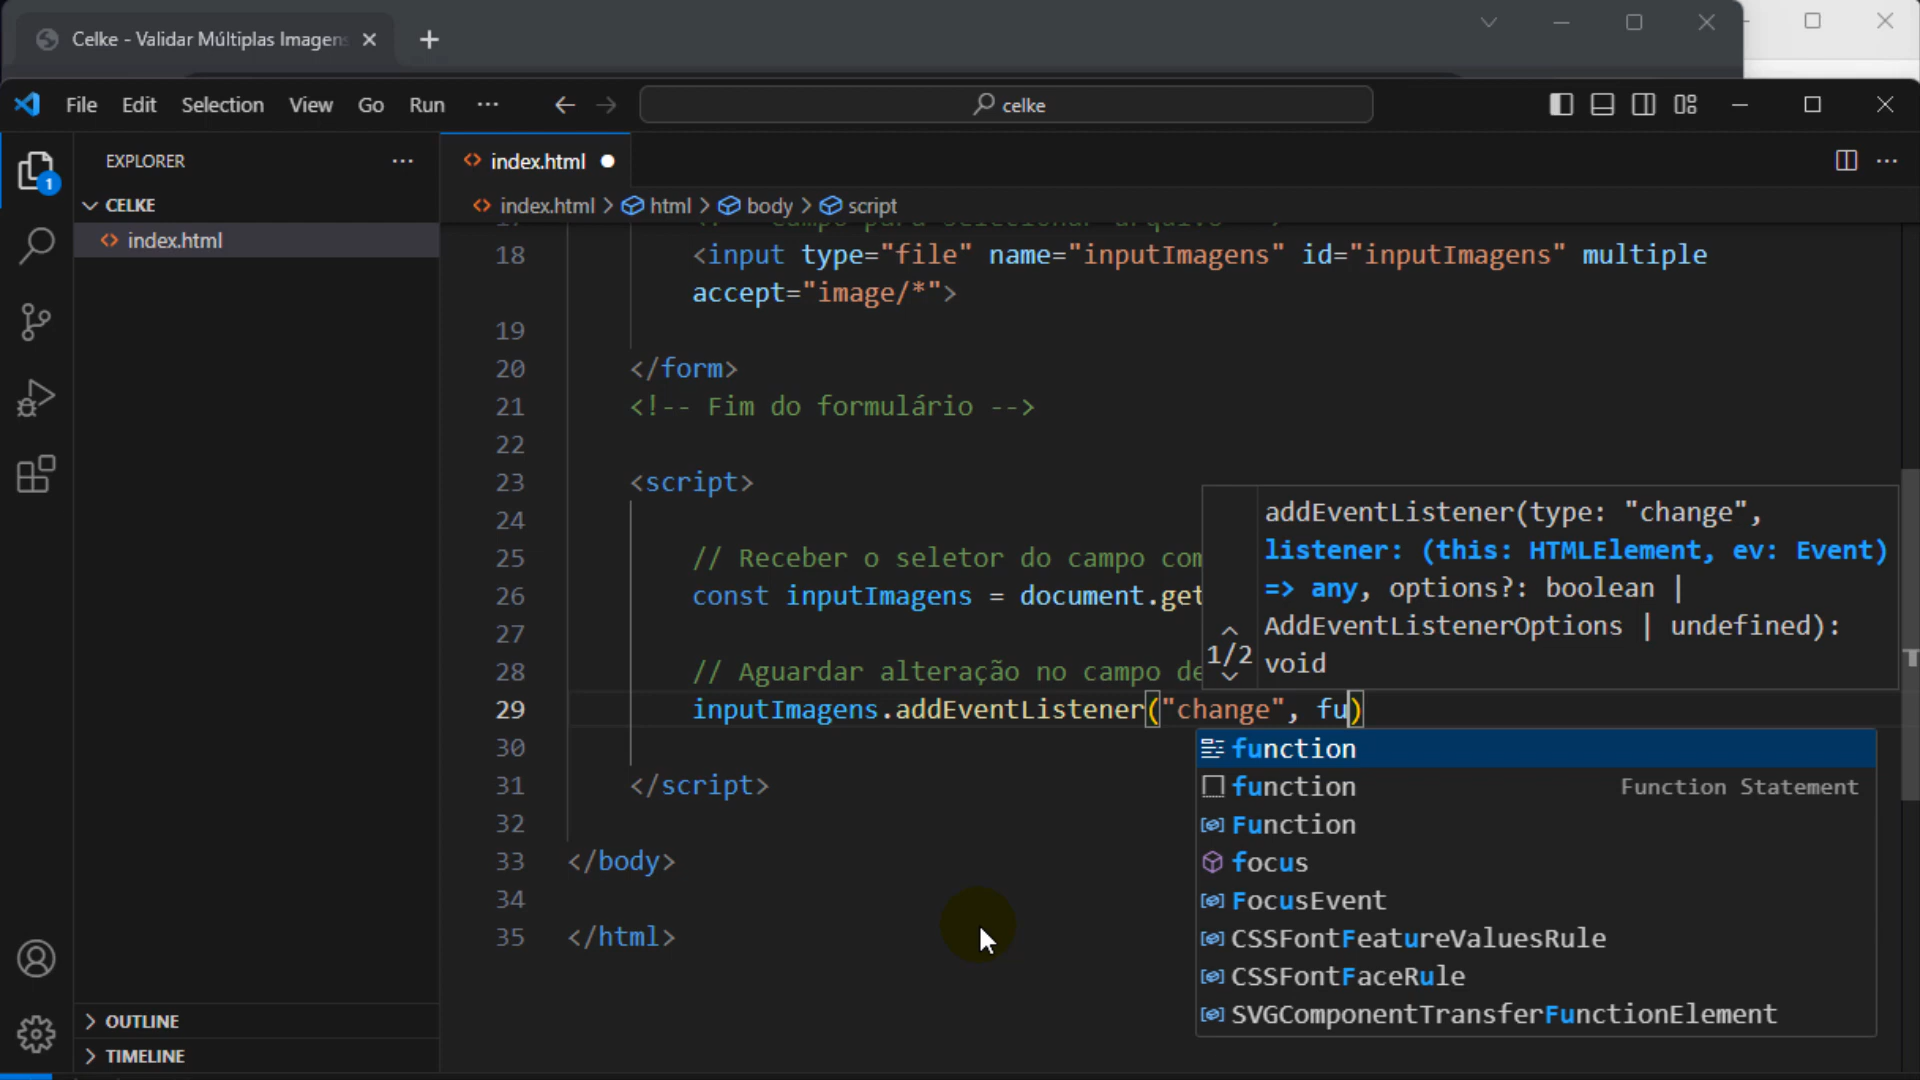 Celke - Validar Múltiplas Imagen
File Edit Selection View Go Run ··· celke
EXPLORER ···
index.html
1
CELKE
index.html > html > body > script
index.html
18 <input type="file" name="inputImagens" id="inputImagens" multiple
accept="image/*">
19
20 </form>
21 <!-- Fim do formulário -->
22
23 <script>
24
25 // Receber o seletor do campo com
26 const inputImagens = document.get
27
28 // Aguardar alteração no campo de
29 inputImagens.addEventListener("change", fu)
30
31 </script>
32
33 </body>
34
35 </html>
addEventListener(type: "change",
listener: (this: HTMLElement, ev: Event)
=> any, options?: boolean |
AddEventListenerOptions | undefined):
void
1/2
function
function Function Statement
Function
focus
FocusEvent
CSSFontFeatureValuesRule
CSSFontFaceRule
SVGComponentTransferFunctionElement
OUTLINE
TIMELINE